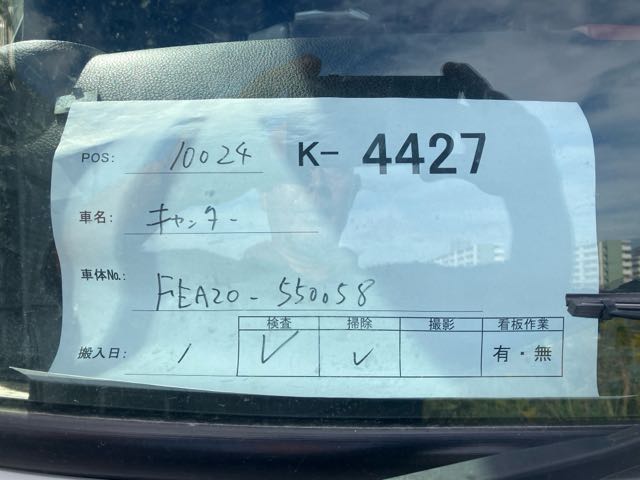 POS: 10024 K-4427
車名: キャンター
車体No.: FEA20-550058
検査 掃除 撮影 看板作業
搬入日: / ✓ ✓ 有・無